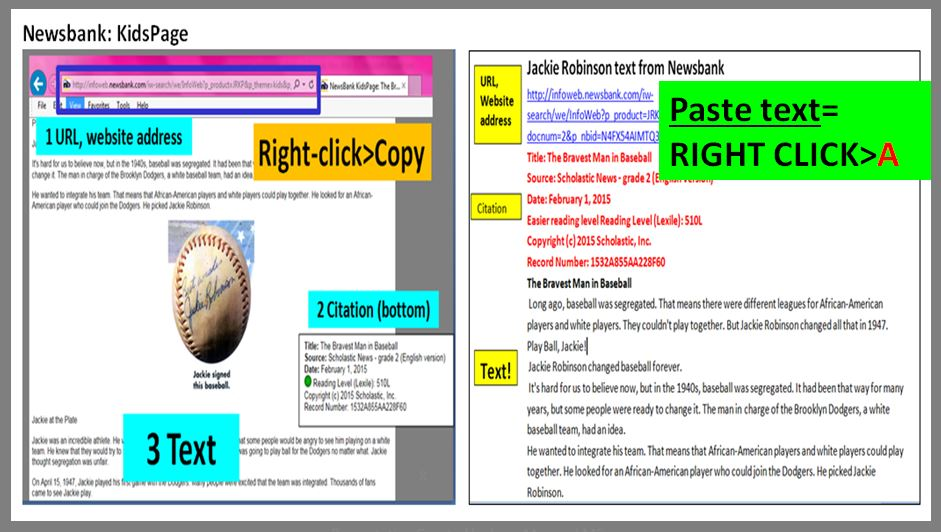 Newsbank: KidsPage
http://infoweb.newsbank.com/iw-search/we/InfoWeb?p_product=JRKP&p_theme=kids&p_
NewsBank KidsPage: The Br...
File View Favorites Tools Help
1 URL, website address
Right-click>Copy
It's hard for us to believe now, but in the 1940s, baseball was segregated. It had been that
change it. The man in charge of the Brooklyn Dodgers, a white baseball team, had an idea.
He wanted to integrate his team. That means that African-American players and white players could play together. He looked for an African-
American player who could join the Dodgers. He picked Jackie Robinson.
Best wishes
Jackie Robinson
Jackie signed
this baseball.
2 Citation (bottom)
Title: The Bravest Man in Baseball
Source: Scholastic News - grade 2 (English version)
Date: February 1, 2015
Reading Level (Lexile): 510L
Copyright (c) 2015 Scholastic, Inc.
Record Number: 1532A855AA228F60
Jackie at the Plate
Jackie was an incredible athlete. He that some people would be angry to see him playing on a white
team. He knew that they would try to was going to play ball for the Dodgers no matter what. Jackie
thought segregation was unfair.
3 Text
On April 15, 1947, Jackie played his first game with the Dodgers. Many people were excited that the team was integrated. Thousands of fans
came to see Jackie play.
Jackie Robinson text from Newsbank
URL,
Website
address
http://infoweb.newsbank.com/iw-
search/we/InfoWeb?p_product=JRK
docnum=2&p_nbid=N4FX54AIMTQ3
Paste text=
RIGHT CLICK>A
Title: The Bravest Man in Baseball
Source: Scholastic News - grade 2 (English version)
Citation
Date: February 1, 2015
Easier reading level Reading Level (Lexile): 510L
Copyright (c) 2015 Scholastic, Inc.
Record Number: 1532A855AA228F60
The Bravest Man in Baseball
Long ago, baseball was segregated. That means there were different leagues for African-American
players and white players. They couldn't play together. But Jackie Robinson changed all that in 1947.
Play Ball, Jackie!
Text!
Jackie Robinson changed baseball forever.
It's hard for us to believe now, but in the 1940s, baseball was segregated. It had been that way for many
years, but some people were ready to change it. The man in charge of the Brooklyn Dodgers, a white
baseball team, had an idea.
He wanted to integrate his team. That means that African-American players and white players could play
together. He looked for an African-American player who could join the Dodgers. He picked Jackie
Robinson.